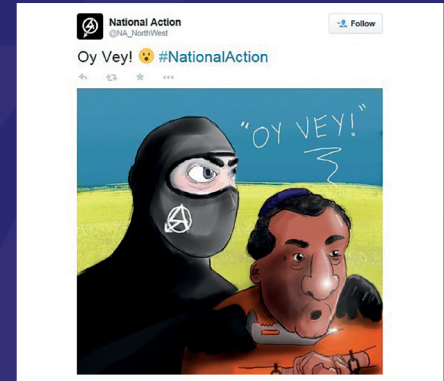 National Action
@NA_NorthWest
Follow
Oy Vey! 😮 #NationalAction
"OY VEY!"